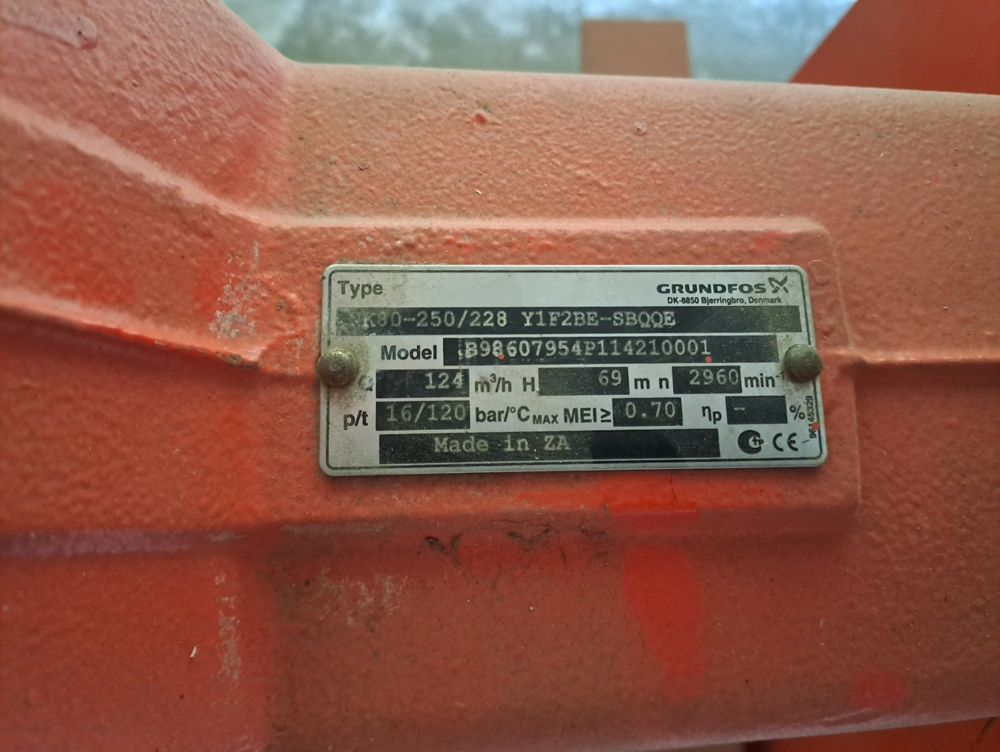 Type GRUNDFOS
DK-8850 Bjerringbro, Denmark
K80-250/228 Y1F2BE-SBQQE
Model B98607954P114210001
Q 124 m³/h H 69 m n 2960 min⁻¹
p/t 16/120 bar/°C MAX MEI ≥ 0.70 ηp - %
Made in ZA CE
96145329